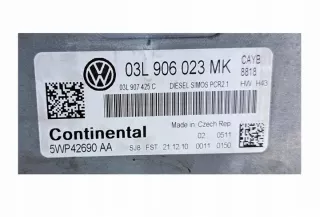 03L 906 023 MK CAYB
8818
03L 907 425 C DIESEL SIMOS PCR2.1 HW: H43
Made in Czech Rep
Continental 02 0511
5WP42690 AA SJ8 FST 21.12.10 0011 0150